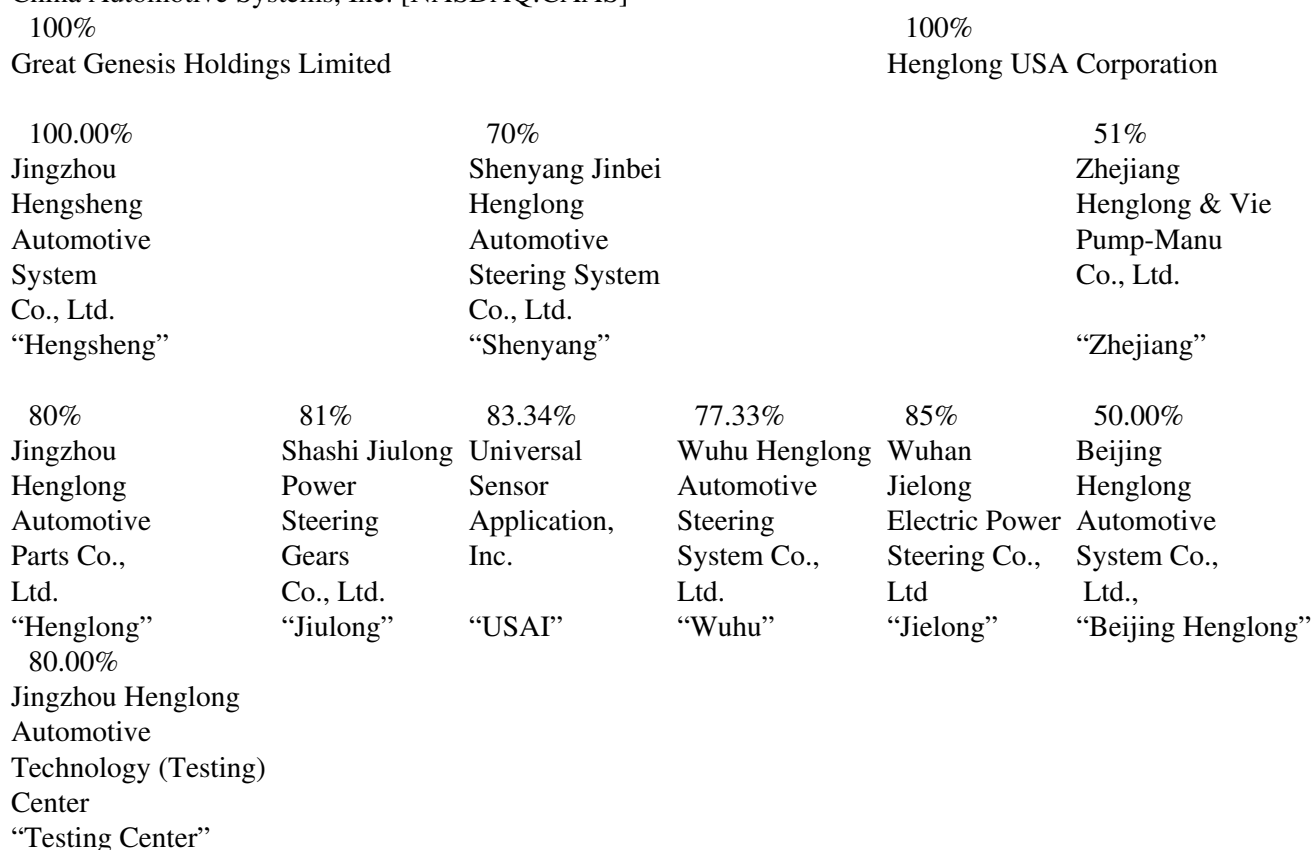 China Automotive Systems, Inc. [NASDAQ:CAAS]
100% 100%
Great Genesis Holdings Limited Henglong USA Corporation
100.00% 70% 51%
Jingzhou Shenyang Jinbei Zhejiang
Hengsheng Henglong Henglong & Vie
Automotive Automotive Pump-Manu
System Steering System Co., Ltd.
Co., Ltd. Co., Ltd.
“Hengsheng” “Shenyang” “Zhejiang”
80% 81% 83.34% 77.33% 85% 50.00%
Jingzhou Shashi Jiulong Universal Wuhu Henglong Wuhan Beijing
Henglong Power Sensor Automotive Jielong Henglong
Automotive Steering Application, Steering Electric Power Automotive
Parts Co., Gears Inc. System Co., Steering Co., System Co.,
Ltd. Co., Ltd. Ltd. Ltd Ltd.,
“Henglong” “Jiulong” “USAI” “Wuhu” “Jielong” “Beijing Henglong”
80.00%
Jingzhou Henglong
Automotive
Technology (Testing)
Center
“Testing Center”